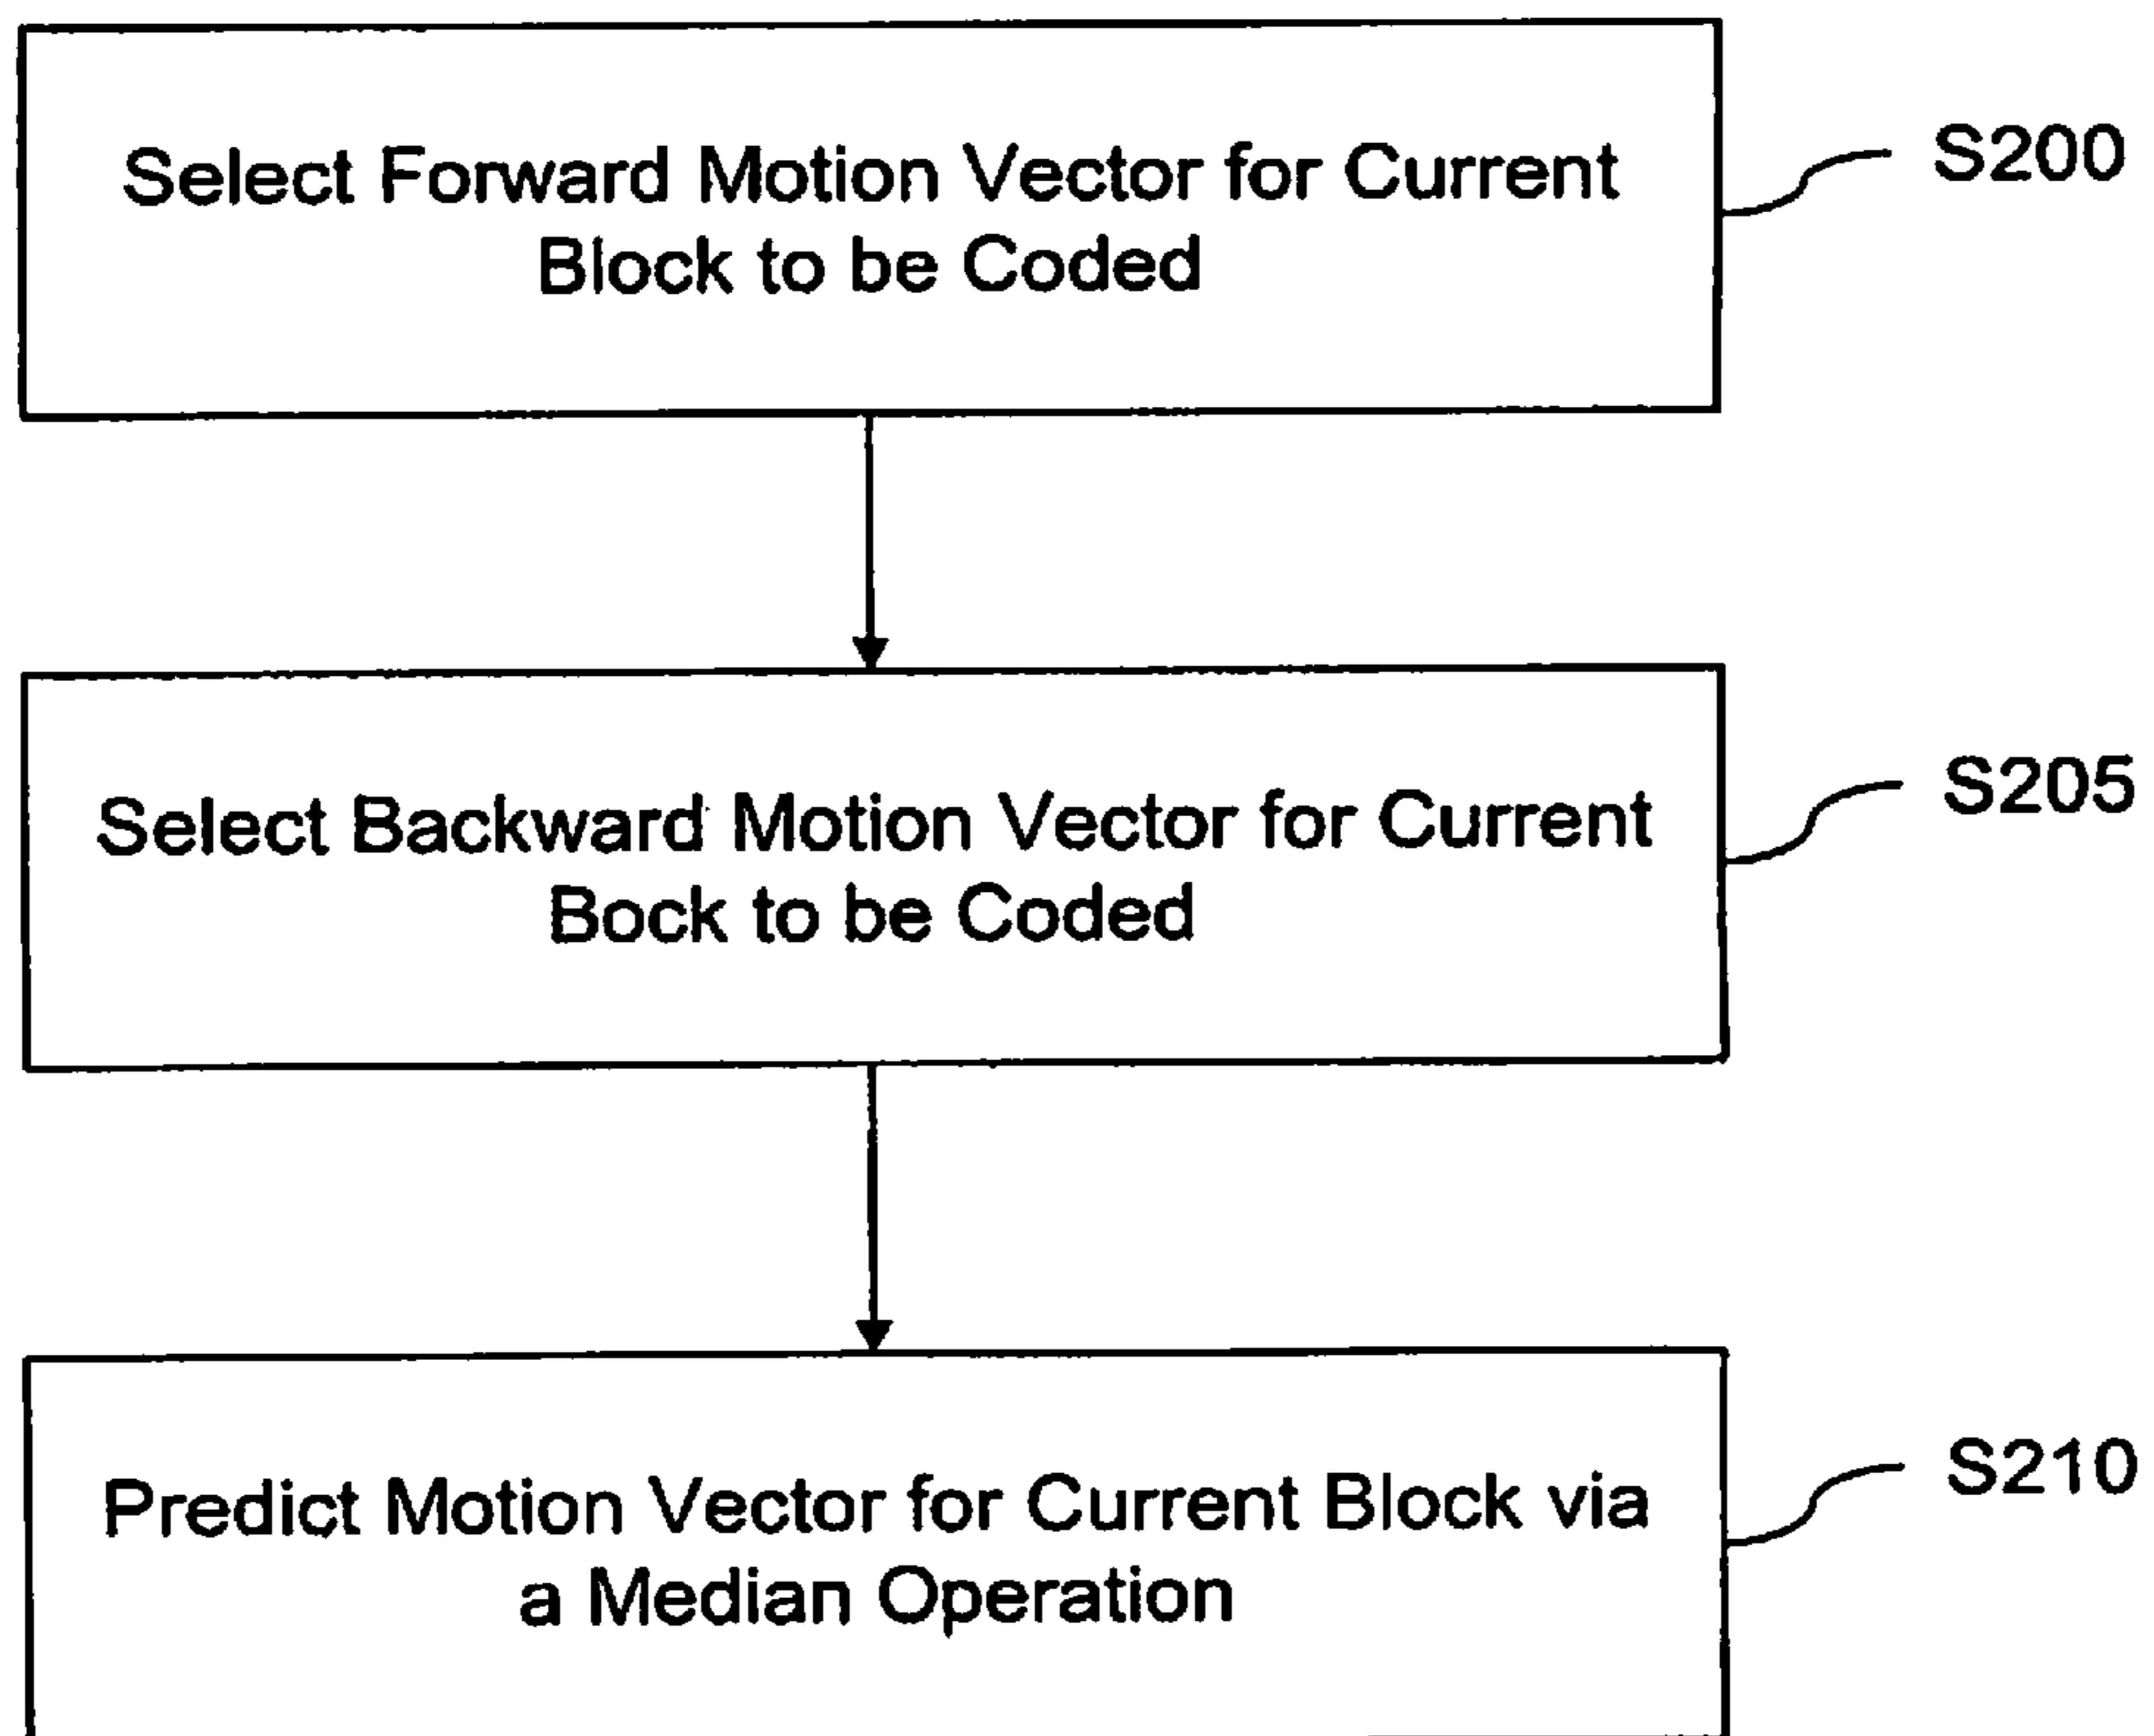 Select Forward Motion Vector for Current
Block to be Coded
S200
Select Backward Motion Vector for Current
Bock to be Coded
S205
Predict Motion Vector for Current Block via
a Median Operation
S210